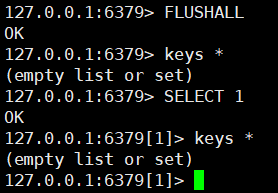 127.0.0.1:6379> FLUSHALL
OK
127.0.0.1:6379> keys *
(empty list or set)
127.0.0.1:6379> SELECT 1
OK
127.0.0.1:6379[1]> keys *
(empty list or set)
127.0.0.1:6379[1]>